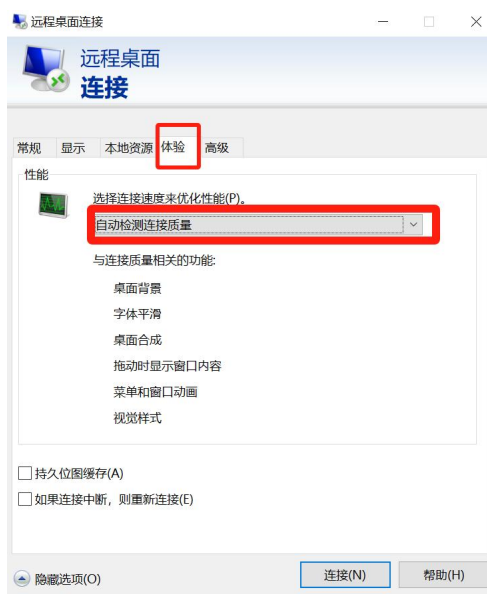 远程桌面连接
远程桌面
连接
常规 显示 本地资源 体验 高级
性能
选择连接速度来优化性能(P)。
自动检测连接质量
与连接质量相关的功能:
桌面背景
字体平滑
桌面合成
拖动时显示窗口内容
菜单和窗口动画
视觉样式
持久位图缓存(A)
如果连接中断，则重新连接(E)
隐藏选项(O) 连接(N) 帮助(H)